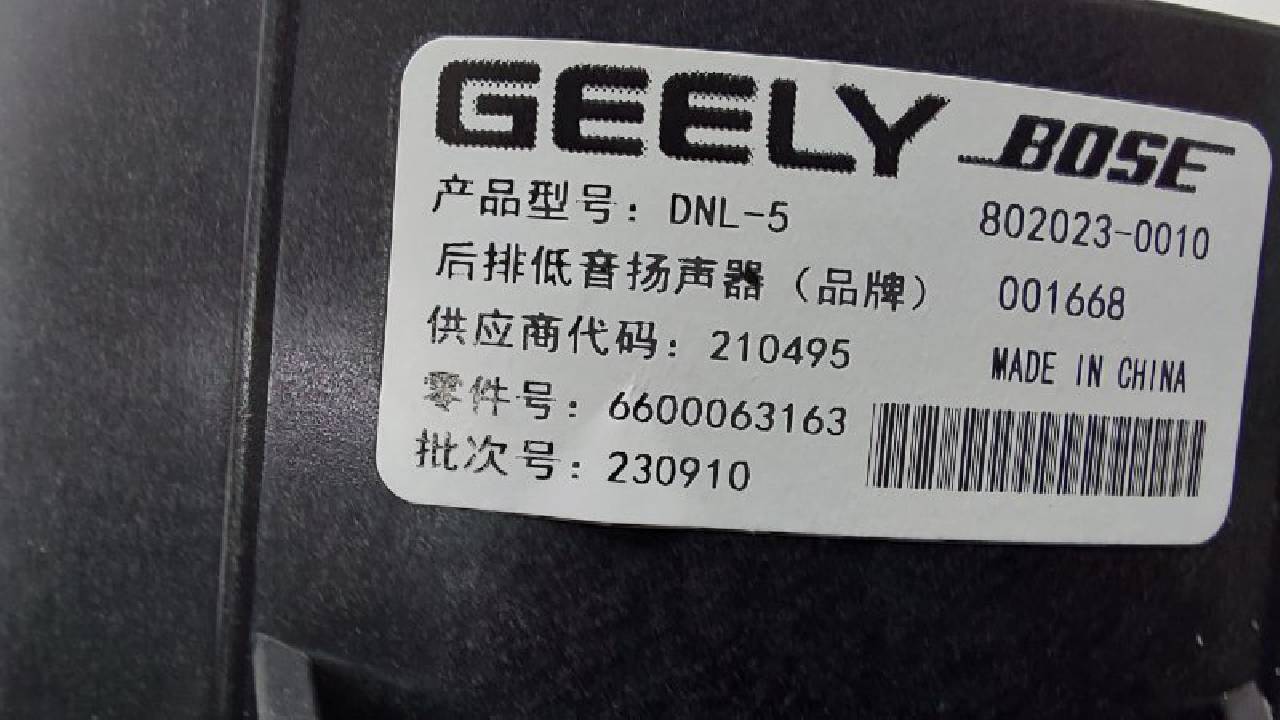 GEELY BOSE
产品型号：DNL-5 802023-0010
后排低音扬声器（品牌） 001668
供应商代码：210495 MADE IN CHINA
零件号：6600063163
批次号：230910